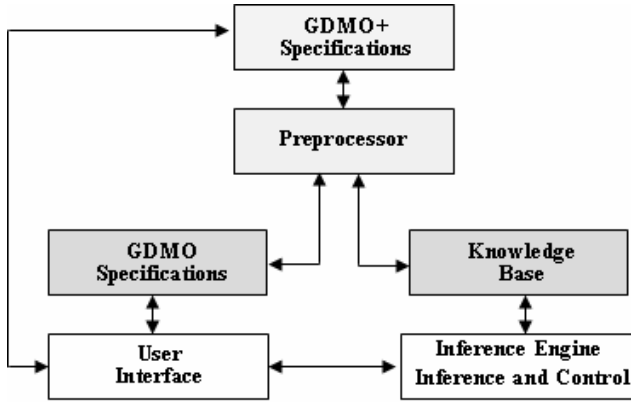 GDMO+
Specifications
Preprocessor
GDMO
Specifications
Knowledge
Base
User
Interface
Inference Engine
Inference and Control